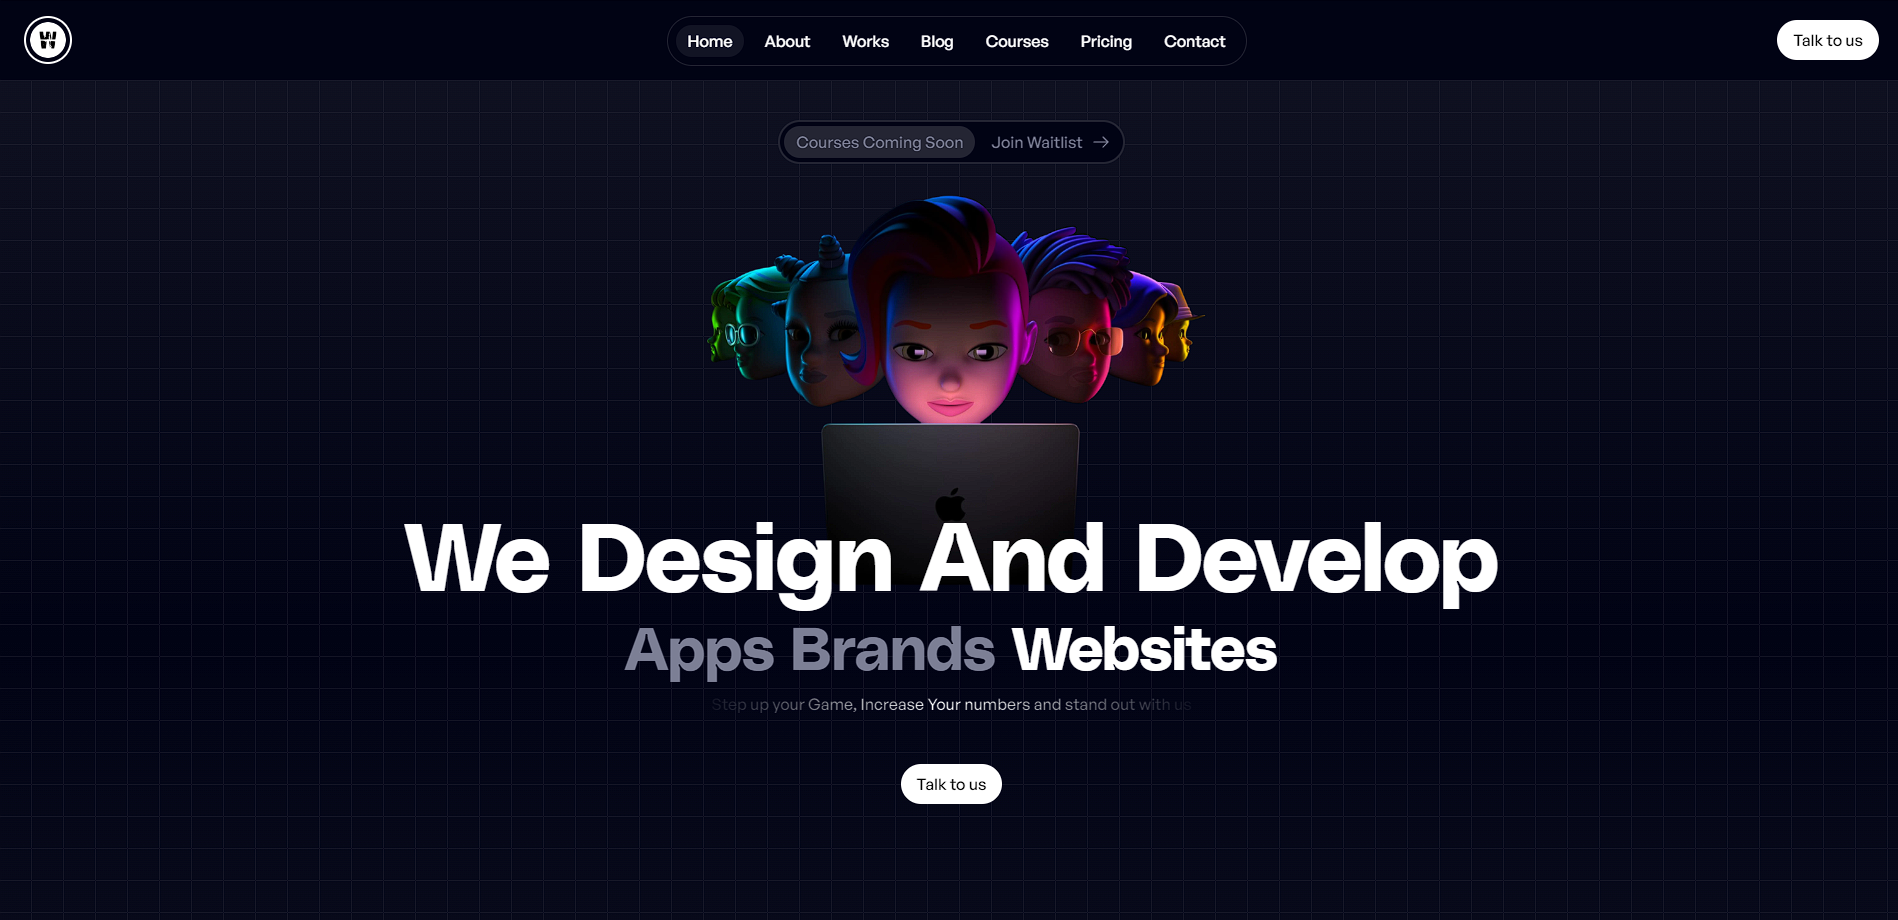 W
Home About Works Blog Courses Pricing Contact
Talk to us
Courses Coming Soon Join Waitlist →
We Design And Develop
Apps Brands Websites
Step up your Game, Increase Your numbers and stand out with us
Talk to us